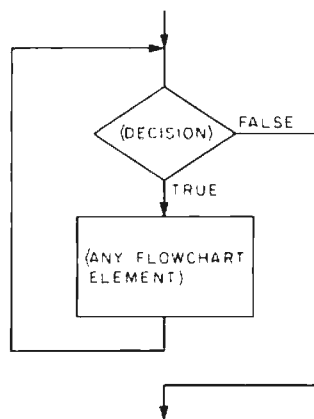 (DECISION)
FALSE
TRUE
(ANY FLOWCHART
ELEMENT)